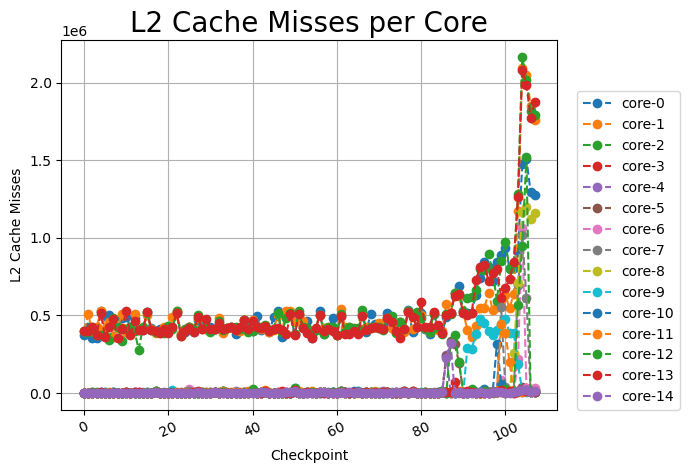 L2 Cache Misses per Core
1e6
2.0
1.5
1.0
0.5
0.0
L2 Cache Misses
0
20
40
60
80
100
Checkpoint
core-0
core-1
core-2
core-3
core-4
core-5
core-6
core-7
core-8
core-9
core-10
core-11
core-12
core-13
core-14